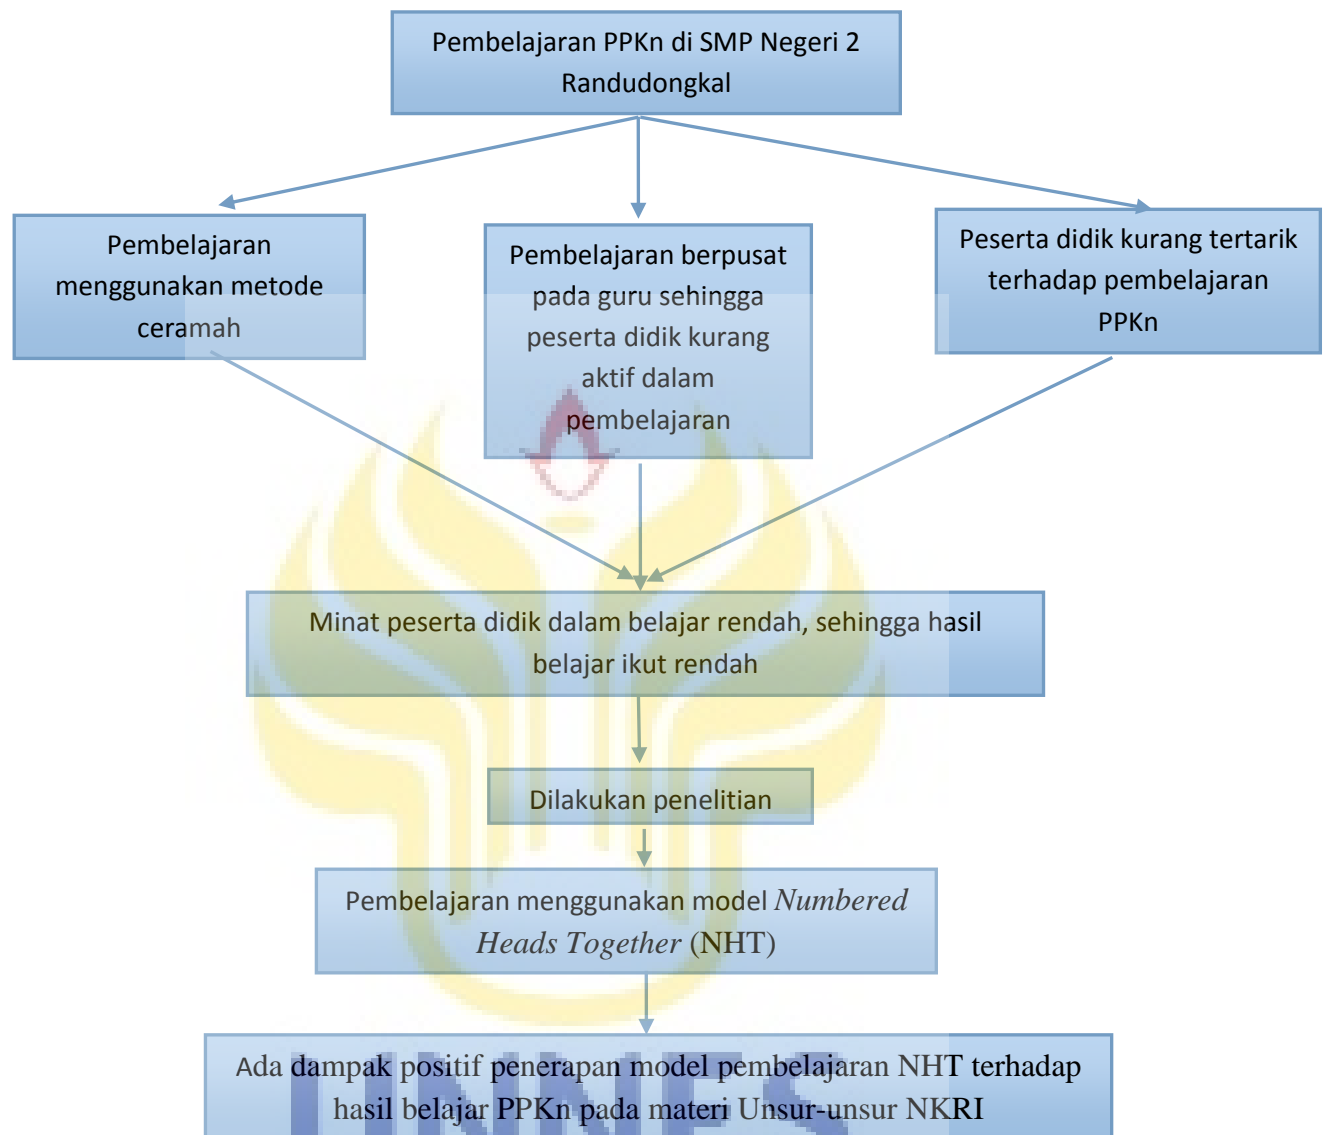 Pembelajaran PPKn di SMP Negeri 2
Randudongkal
Pembelajaran
menggunakan metode
ceramah
Pembelajaran berpusat
pada guru sehingga
peserta didik kurang
aktif dalam
pembelajaran
Peserta didik kurang tertarik
terhadap pembelajaran
PPKn
Minat peserta didik dalam belajar rendah, sehingga hasil
belajar ikut rendah
Dilakukan penelitian
Pembelajaran menggunakan model Numbered
Heads Together (NHT)
Ada dampak positif penerapan model pembelajaran NHT terhadap
hasil belajar PPKn pada materi Unsur-unsur NKRI
UNNES